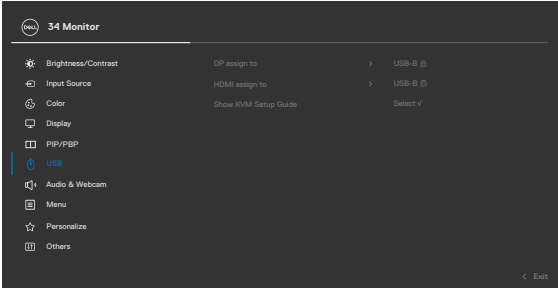 DELL 34 Monitor
Brightness/Contrast DP assign to > USB-B
Input Source HDMI assign to > USB-B
Color Show KVM Setup Guide Select √
Display
PIP/PBP
USB
Audio & Webcam
Menu
Personalize
Others
< Exit